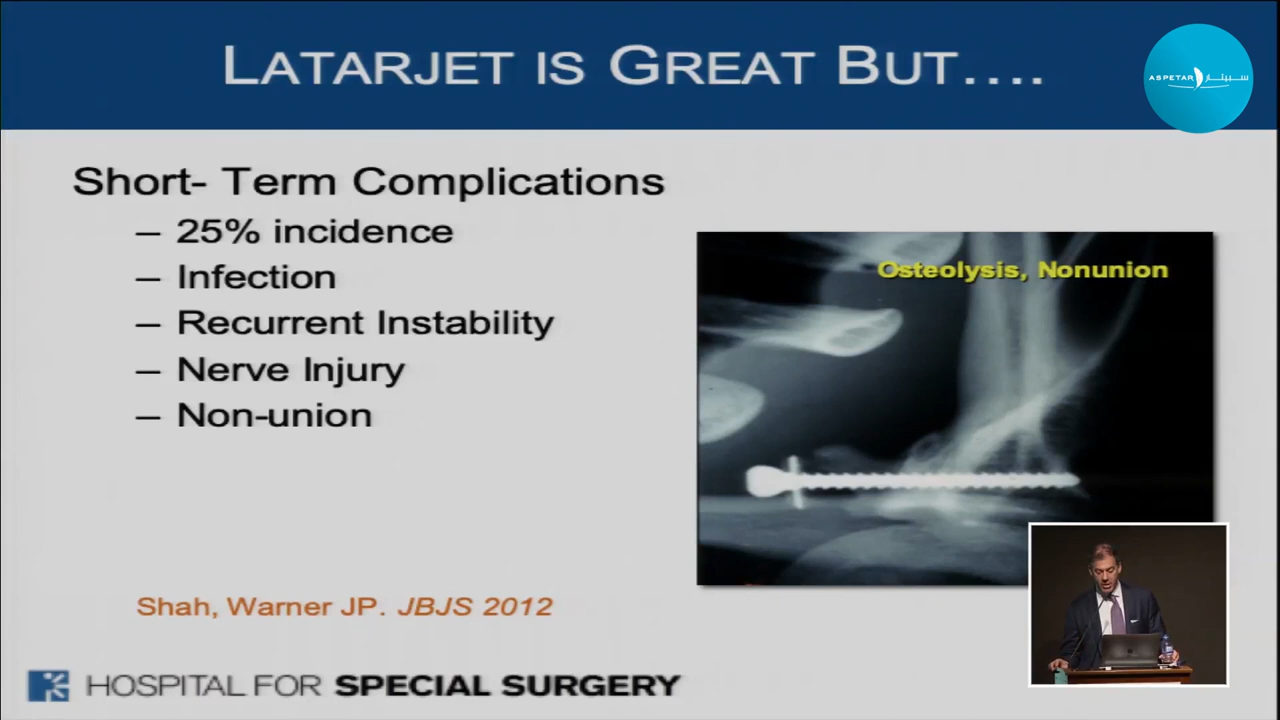 LATARJET IS GREAT BUT....
ASPETAR سبيتار
Short- Term Complications
– 25% incidence
– Infection
– Recurrent Instability
– Nerve Injury
– Non-union
Osteolysis, Nonunion
Shah, Warner JP. JBJS 2012
HOSPITAL FOR SPECIAL SURGERY